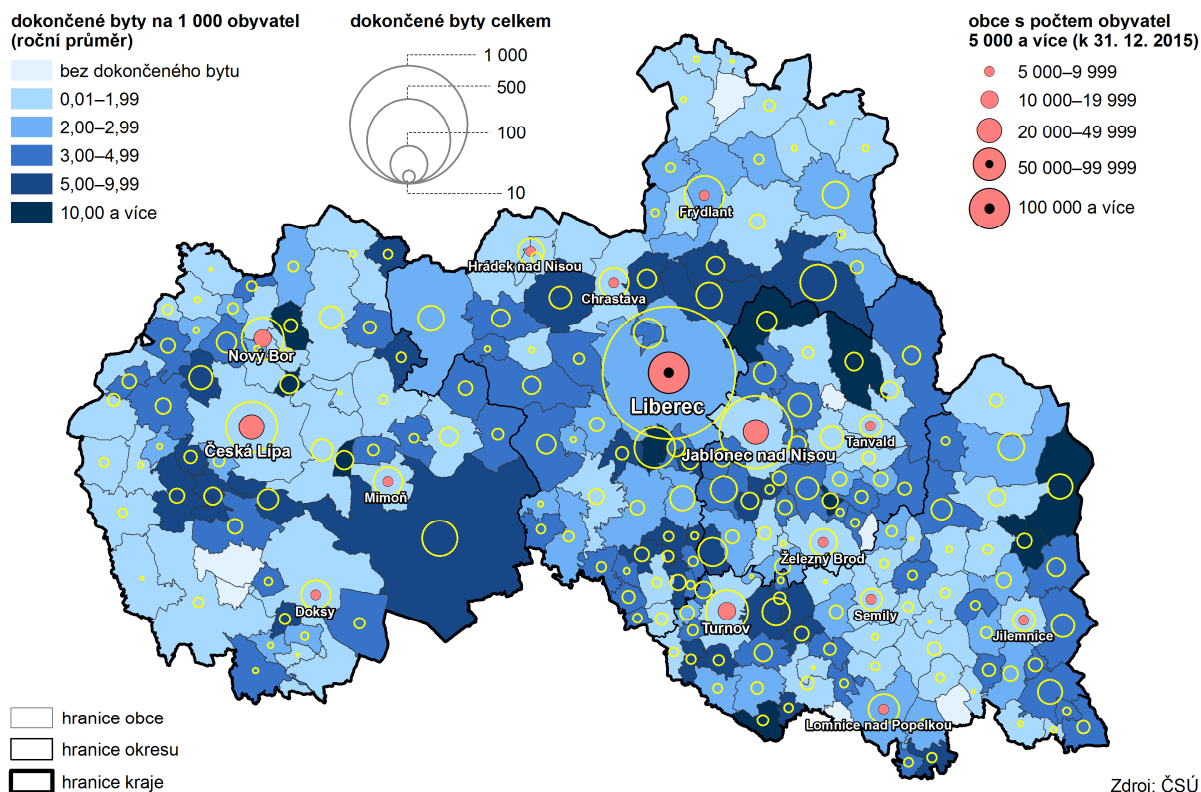 dokončené byty na 1 000 obyvatel
(roční průměr)
bez dokončeného bytu
0,01–1,99
2,00–2,99
3,00–4,99
5,00–9,99
10,00 a více
dokončené byty celkem
1 000
500
100
10
obce s počtem obyvatel
5 000 a více (k 31. 12. 2015)
5 000–9 999
10 000–19 999
20 000–49 999
50 000–99 999
100 000 a více
Frýdlant
Hrádek nad Nisou
Chrastava
Nový Bor
Liberec
Česká Lípa
Jablonec nad Nisou
Tanvald
Mimoň
Železný Brod
Doksy
Turnov
Semily
Jilemnice
Lomnice nad Popelkou
hranice obce
hranice okresu
hranice kraje
Zdroj: ČSÚ